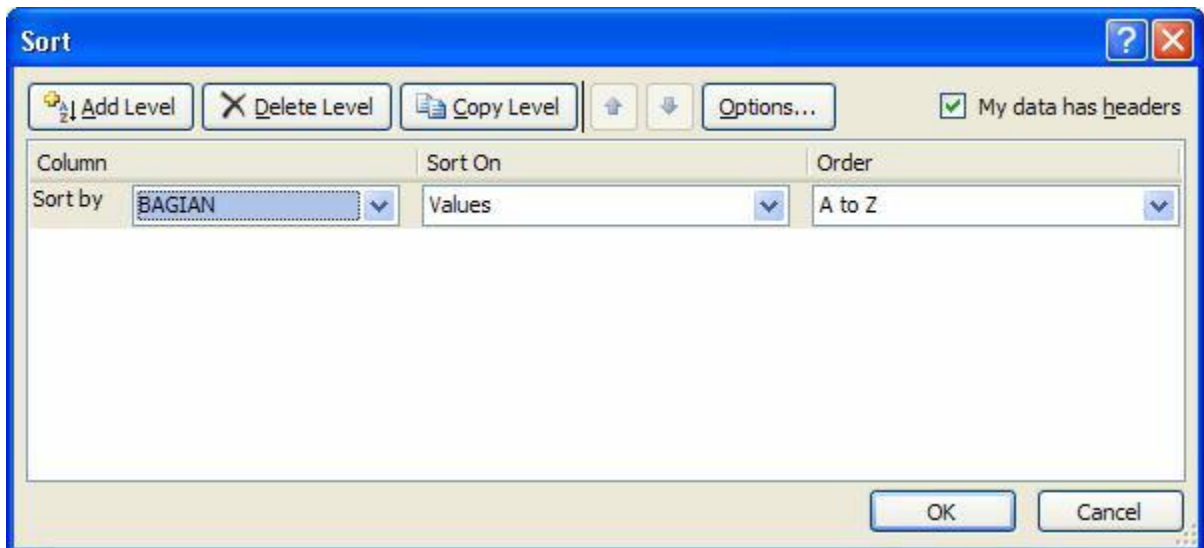 Sort
Add Level Delete Level Copy Level Options... My data has headers
Column Sort On Order
Sort by BAGIAN Values A to Z
OK Cancel